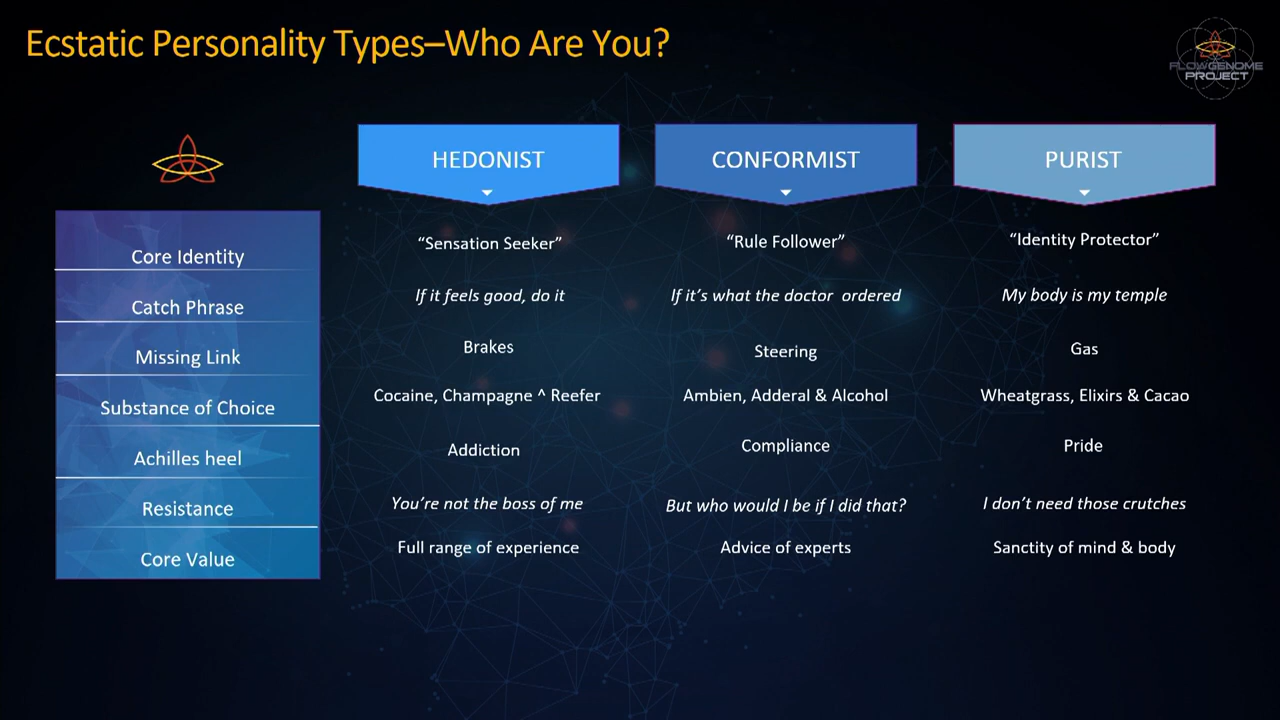 Ecstatic Personality Types–Who Are You?
FLOWGENOME
PROJECT
HEDONIST
CONFORMIST
PURIST
Core Identity
“Sensation Seeker”
“Rule Follower”
“Identity Protector”
Catch Phrase
If it feels good, do it
If it’s what the doctor ordered
My body is my temple
Missing Link
Brakes
Steering
Gas
Substance of Choice
Cocaine, Champagne ^ Reefer
Ambien, Adderal & Alcohol
Wheatgrass, Elixirs & Cacao
Achilles heel
Addiction
Compliance
Pride
Resistance
You’re not the boss of me
But who would I be if I did that?
I don’t need those crutches
Core Value
Full range of experience
Advice of experts
Sanctity of mind & body